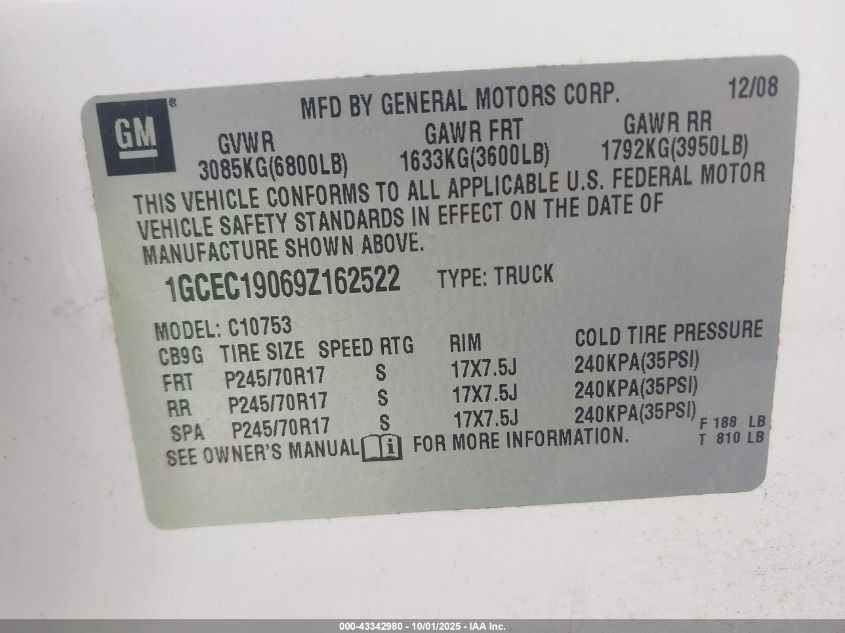 GM®
MFD BY GENERAL MOTORS CORP. 12/08
GVWR GAWR FRT GAWR RR
3085KG(6800LB) 1633KG(3600LB) 1792KG(3950LB)
THIS VEHICLE CONFORMS TO ALL APPLICABLE U.S. FEDERAL MOTOR
VEHICLE SAFETY STANDARDS IN EFFECT ON THE DATE OF
MANUFACTURE SHOWN ABOVE.
1GCEC19069Z162522 TYPE: TRUCK
MODEL: C10753
CB9G TIRE SIZE SPEED RTG RIM COLD TIRE PRESSURE
FRT P245/70R17 S 17X7.5J 240KPA(35PSI)
RR P245/70R17 S 17X7.5J 240KPA(35PSI)
SPA P245/70R17 S 17X7.5J 240KPA(35PSI)
SEE OWNER'S MANUAL i FOR MORE INFORMATION.
F 188 LB
T 810 LB
000-43342980 - 10/01/2025 - IAA Inc.